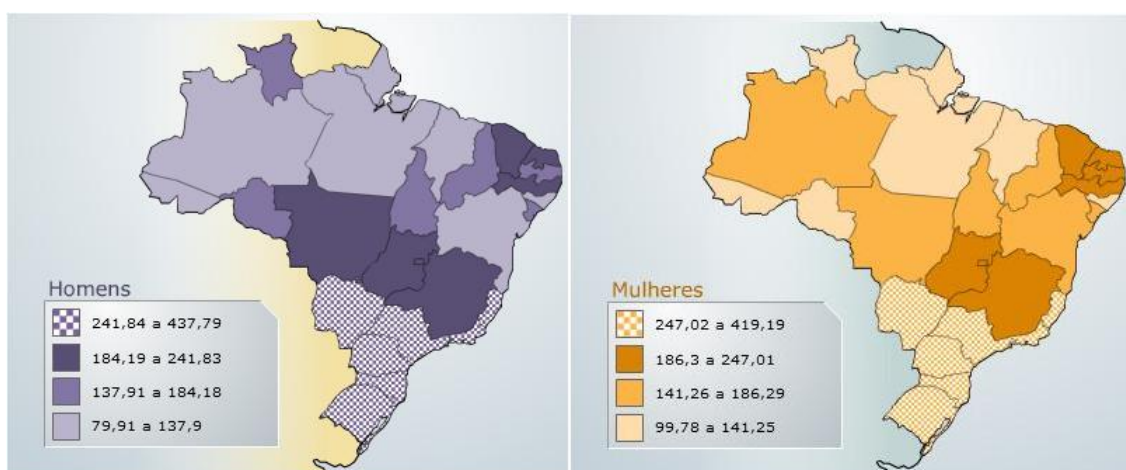 Homens
241,84 a 437,79
184,19 a 241,83
137,91 a 184,18
79,91 a 137,9
Mulheres
247,02 a 419,19
186,3 a 247,01
141,26 a 186,29
99,78 a 141,25